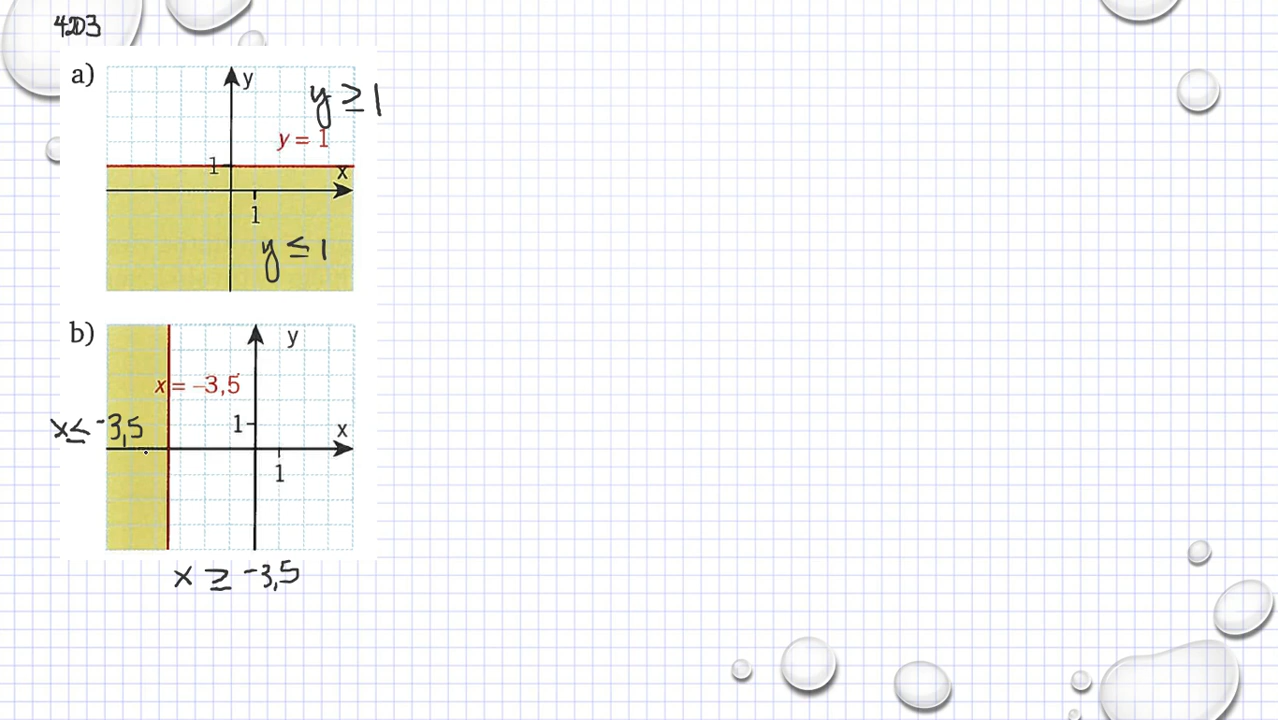 4203
a)
y
y ≥ 1
y = 1
1
x
1
y ≤ 1
b)
y
x = –3,5
x ≤ -3,5
1
x
1
x ≥ -3,5